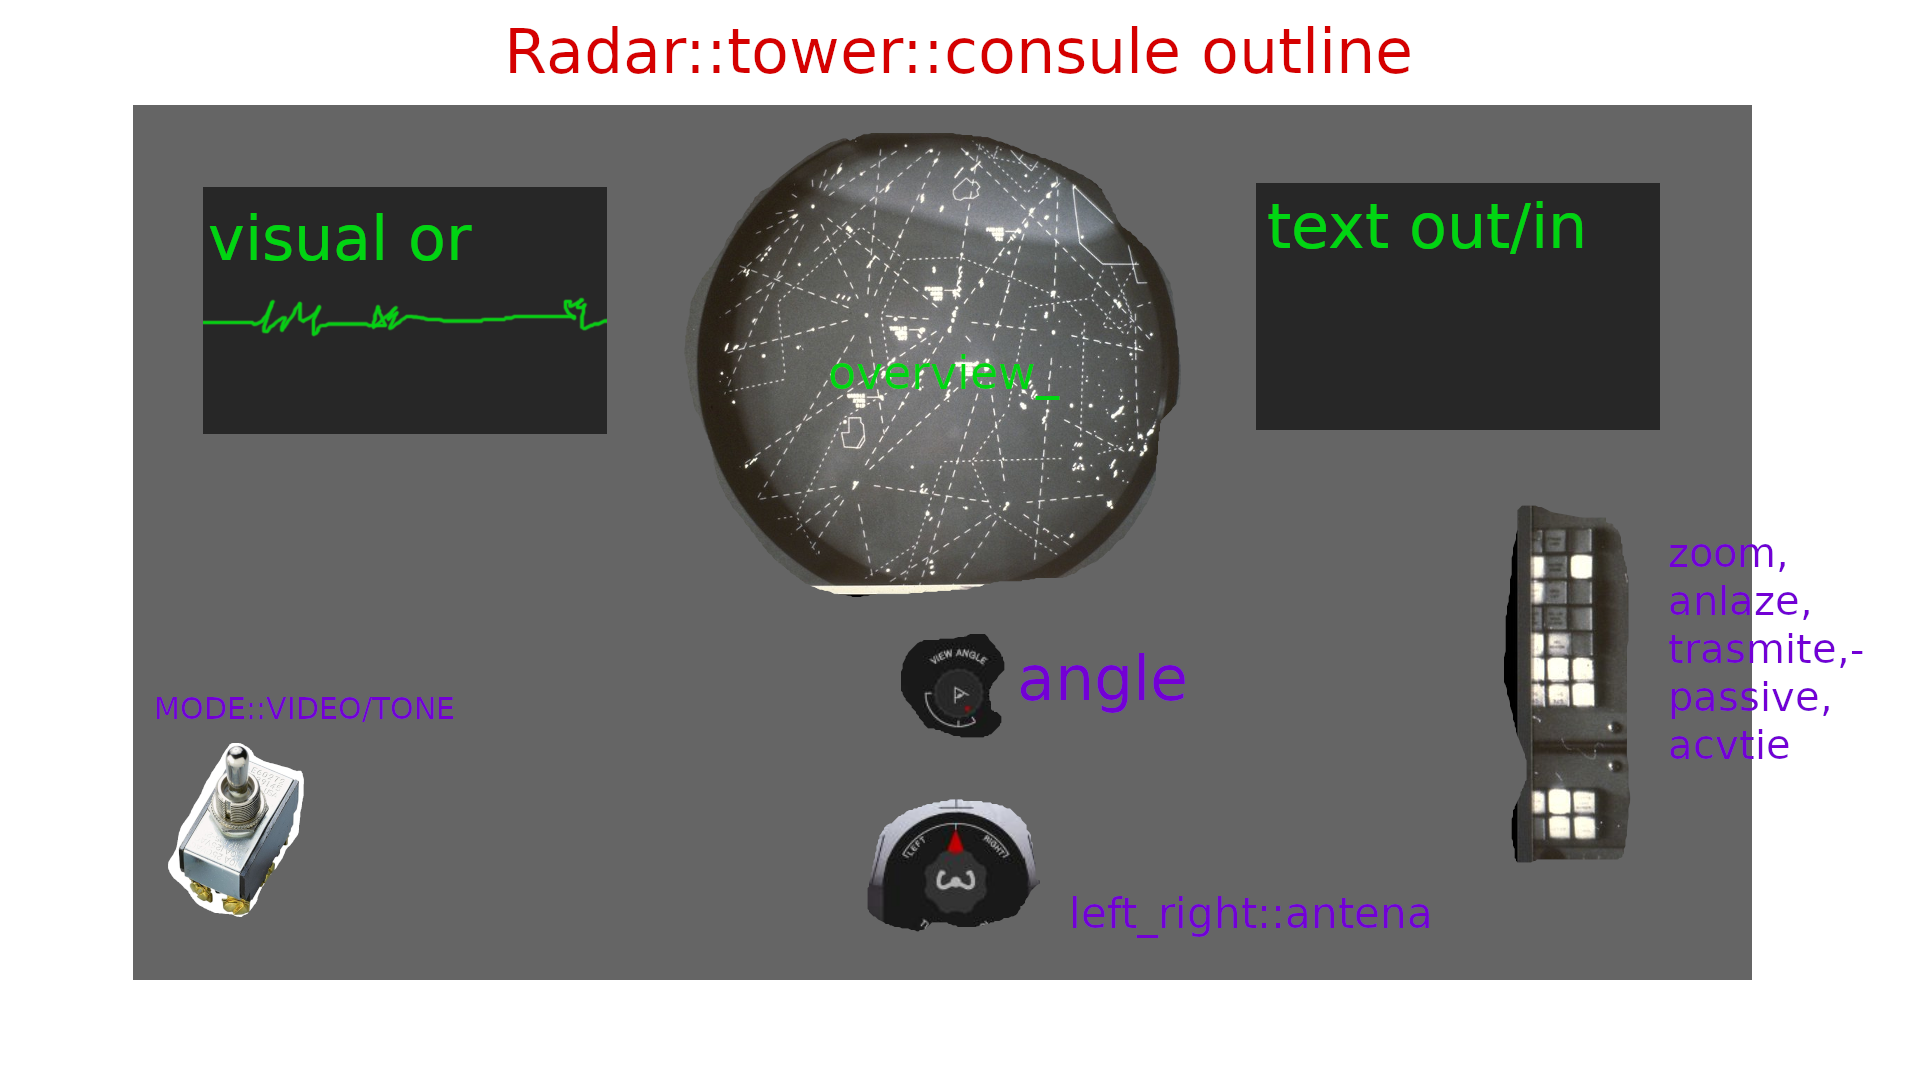 Radar::tower::consule outline
visual or
text out/in
overview_
zoom,
anlaze,
trasmite,-
passive,
acvtie
VIEW ANGLE
angle
MODE::VIDEO/TONE
LEFT RIGHT
left_right::antena